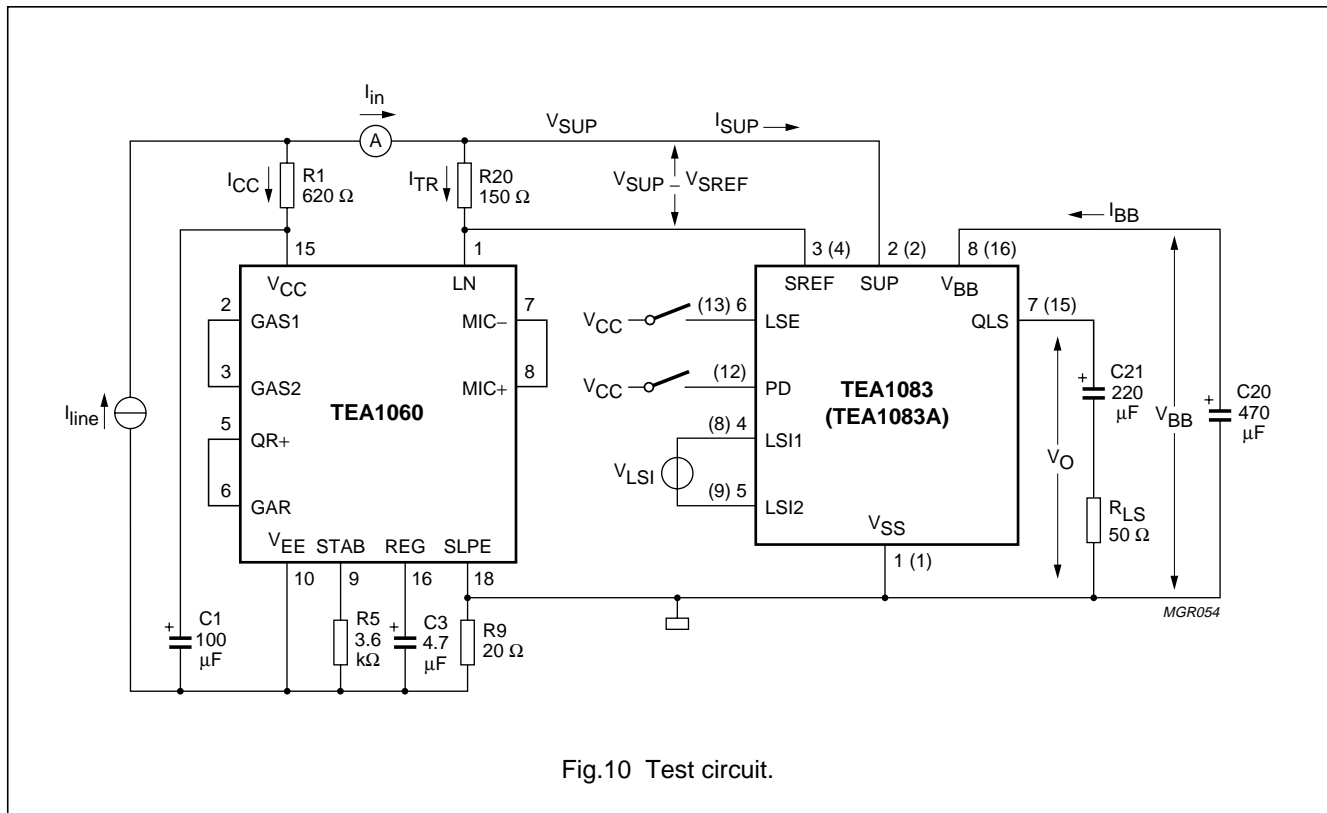 I_in
A
V_SUP
I_SUP
I_CC
R1
620 Ω
I_TR
R20
150 Ω
V_SUP – V_SREF
I_BB
15
1
3 (4)
2 (2)
8 (16)
V_CC
LN
SREF
SUP
V_BB
2
GAS1
MIC–
7
3
GAS2
MIC+
8
TEA1060
5
QR+
6
GAR
V_EE
STAB
REG
SLPE
10
9
16
18
I_line
V_CC
(13) 6
LSE
V_CC
(12)
PD
(8) 4
LSI1
V_LSI
(9) 5
LSI2
TEA1083
(TEA1083A)
QLS
7 (15)
V_SS
1 (1)
V_O
C21
220
μF
V_BB
C20
470
μF
R_LS
50 Ω
MGR054
C1
100
μF
R5
3.6
kΩ
C3
4.7
μF
R9
20 Ω
+
+
+
+
Fig.10 Test circuit.